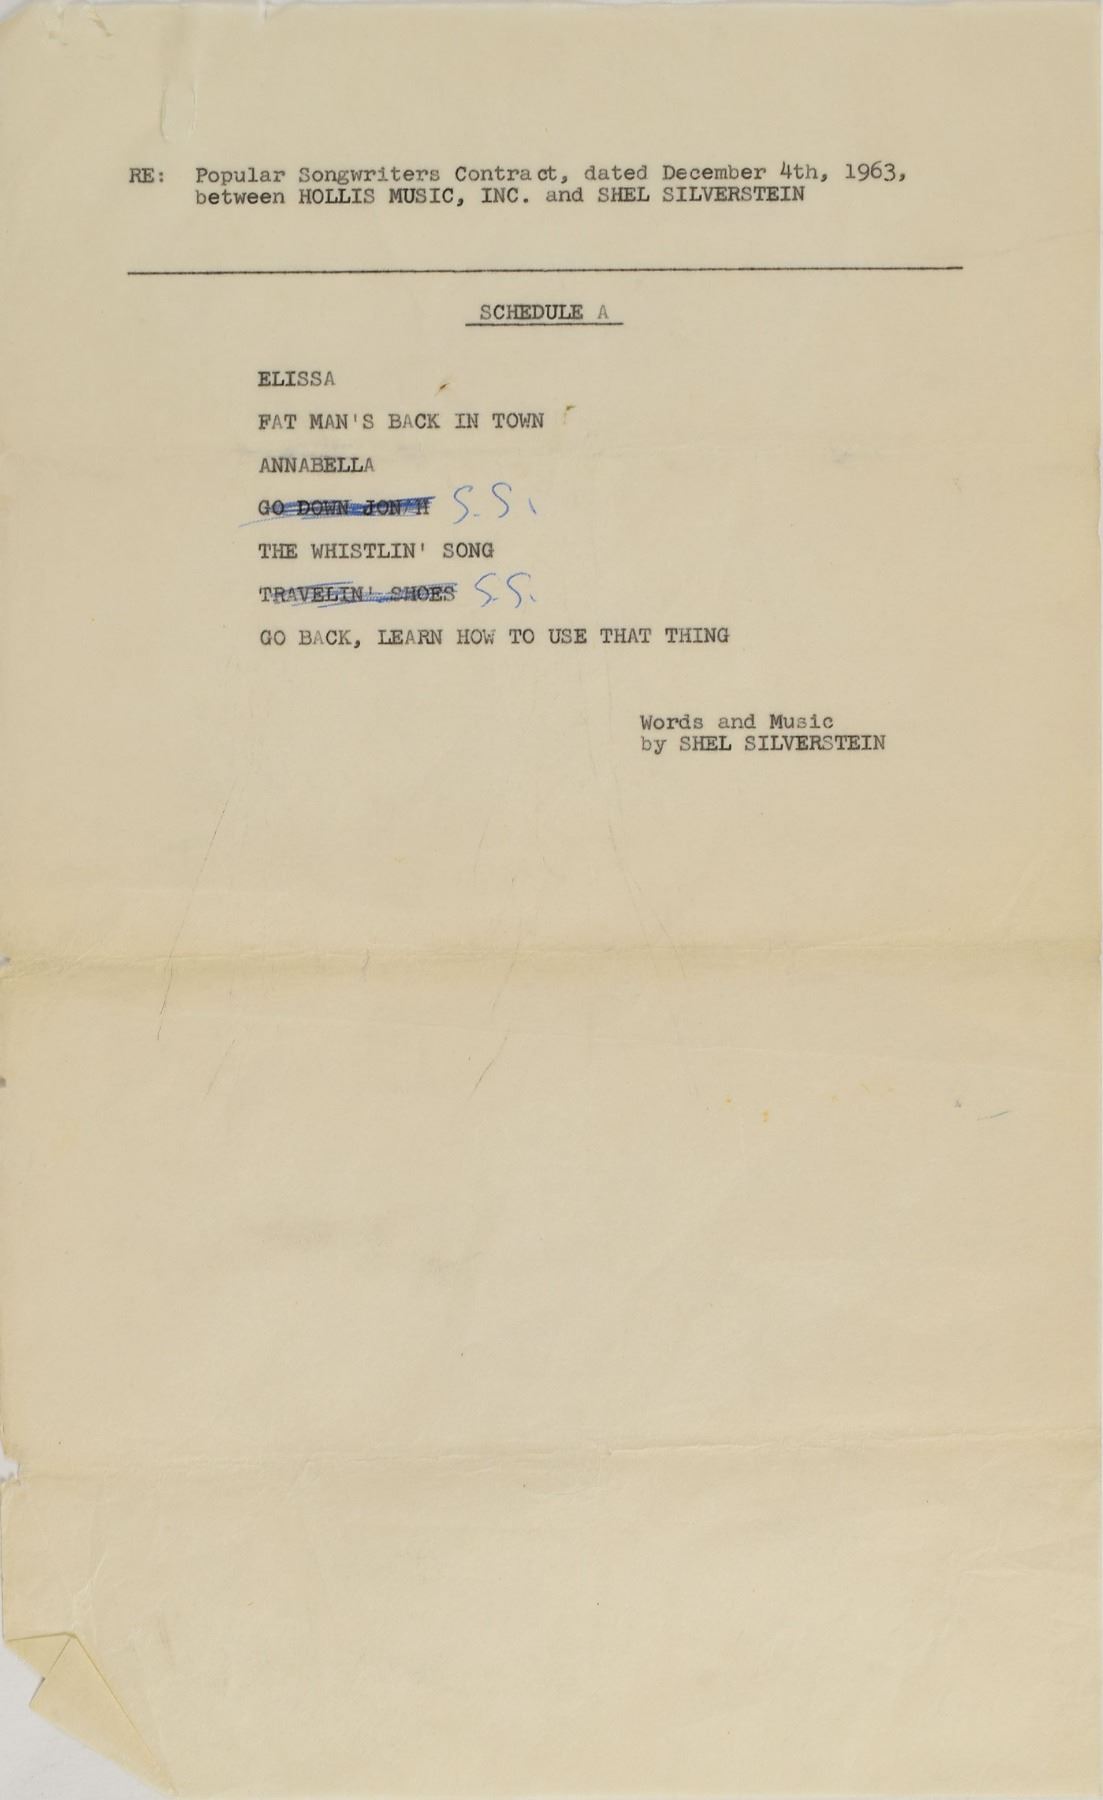 RE: Popular Songwriters Contract, dated December 4th, 1963,
between HOLLIS MUSIC, INC. and SHEL SILVERSTEIN
SCHEDULE A
ELISSA
FAT MAN'S BACK IN TOWN
ANNABELLA
GO DOWN S.S.
THE WHISTLIN' SONG
TRAVELIN' SHOES S.S.
GO BACK, LEARN HOW TO USE THAT THING
Words and Music
by SHEL SILVERSTEIN